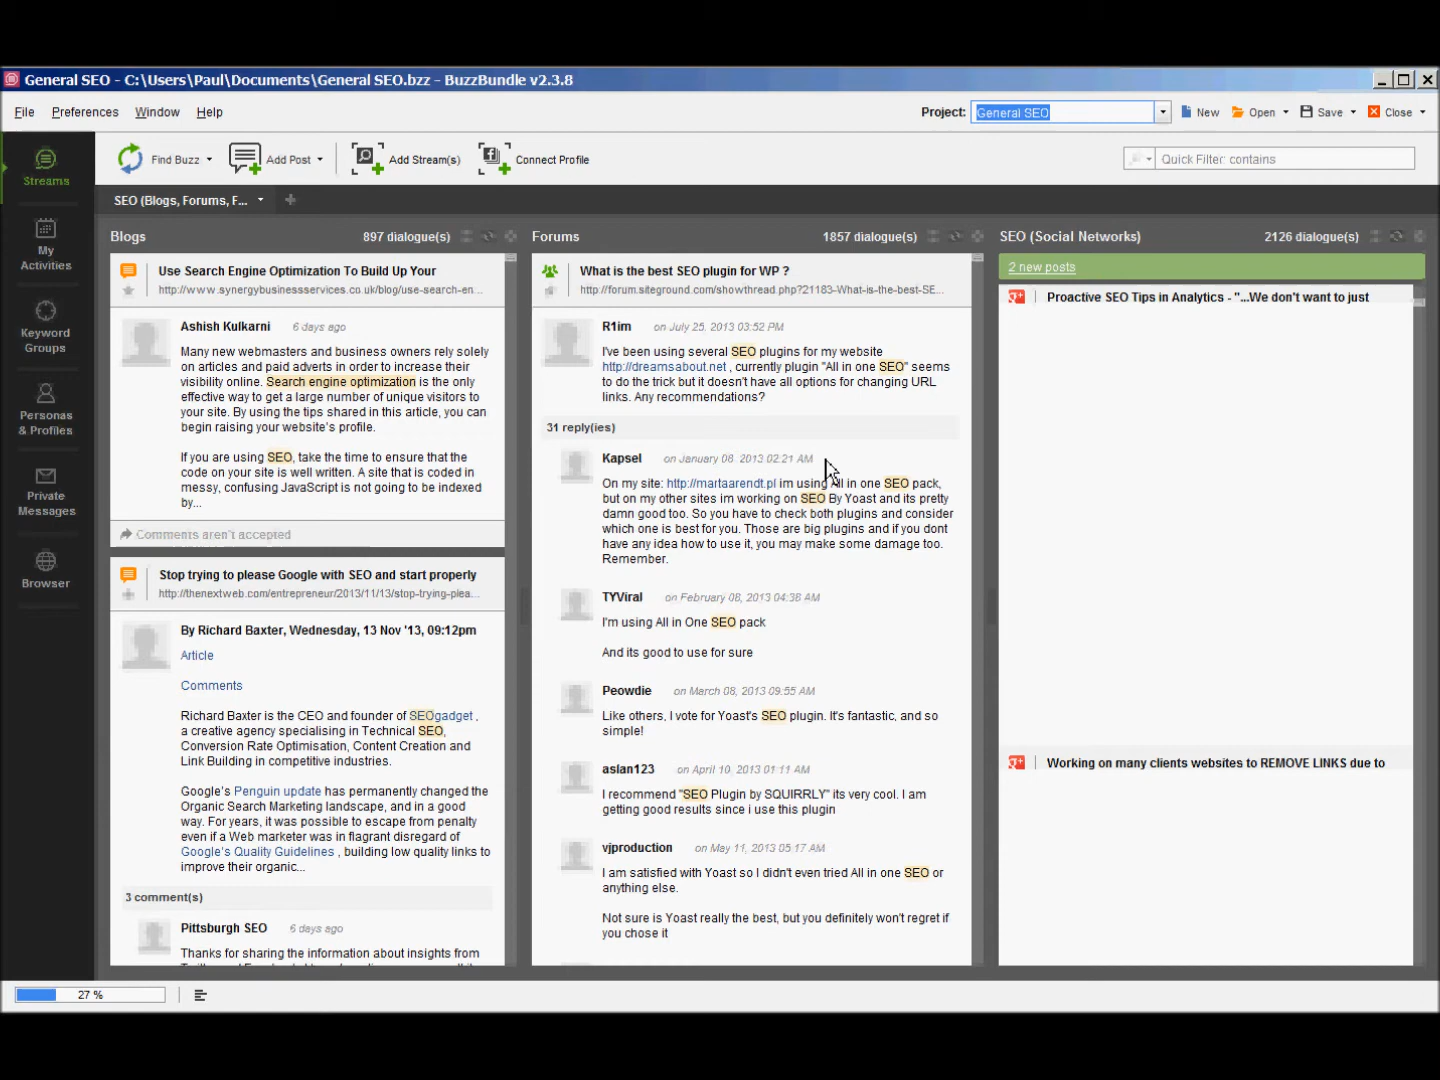 General SEO - C:\Users\Paul\Documents\General SEO.bzz - BuzzBundle v2.3.8
File Preferences Window Help Project: General SEO New Open Save Close
Find Buzz Add Post Add Stream(s) Connect Profile Quick Filter: contains
Streams
My
Activities
Keyword
Groups
Personas
& Profiles
Private
Messages
Browser
SEO (Blogs, Forums, F...
Blogs 897 dialogue(s)
Use Search Engine Optimization To Build Up Your
http://www.synergybusinessservices.co.uk/blog/use-search-en...
Ashish Kulkarni 6 days ago
Many new webmasters and business owners rely solely
on articles and paid adverts in order to increase their
visibility online. Search engine optimization is the only
effective way to get a large number of unique visitors to
your site. By using the tips shared in this article, you can
begin raising your website's profile.
If you are using SEO, take the time to ensure that the
code on your site is well written. A site that is coded in
messy, confusing JavaScript is not going to be indexed
by...
Comments aren't accepted
Stop trying to please Google with SEO and start properly
http://thenextweb.com/entrepreneur/2013/11/13/stop-trying-plea...
By Richard Baxter, Wednesday, 13 Nov '13, 09:12pm
Article
Comments
Richard Baxter is the CEO and founder of SEOgadget ,
a creative agency specialising in Technical SEO,
Conversion Rate Optimisation, Content Creation and
Link Building in competitive industries.
Google's Penguin update has permanently changed the
Organic Search Marketing landscape, and in a good
way. For years, it was possible to escape from penalty
even if a Web marketer was in flagrant disregard of
Google's Quality Guidelines , building low quality links to
improve their organic...
3 comment(s)
Pittsburgh SEO 6 days ago
Thanks for sharing the information about insights from
Forums 1857 dialogue(s)
What is the best SEO plugin for WP ?
http://forum.siteground.com/showthread.php?21183-What-is-the-best-SE...
R1im on July 25. 2013 03:52 PM
I've been using several SEO plugins for my website
http://dreamsabout.net , currently plugin "All in one SEO" seems
to do the trick but it doesn't have all options for changing URL
links. Any recommendations?
31 reply(ies)
Kapsel on January 08. 2013 02:21 AM
On my site: http://martaarendt.pl im using All in one SEO pack,
but on my other sites im working on SEO By Yoast and its pretty
damn good too. So you have to check both plugins and consider
which one is best for you. Those are big plugins and if you dont
have any idea how to use it, you may make some damage too.
Remember.
TYViral on February 08. 2013 04:38 AM
I'm using All in One SEO pack
And its good to use for sure
Peowdie on March 08. 2013 09:55 AM
Like others, I vote for Yoast's SEO plugin. It's fantastic, and so
simple!
aslan123 on April 10. 2013 01:11 AM
I recommend "SEO Plugin by SQUIRRLY" its very cool. I am
getting good results since i use this plugin
vjproduction on May 11, 2013 05:17 AM
I am satisfied with Yoast so I didn't even tried All in one SEO or
anything else.
Not sure is Yoast really the best, but you definitely won't regret if
you chose it
SEO (Social Networks) 2126 dialogue(s)
2 new posts
Proactive SEO Tips in Analytics - "...We don't want to just
Working on many clients websites to REMOVE LINKS due to
27 %